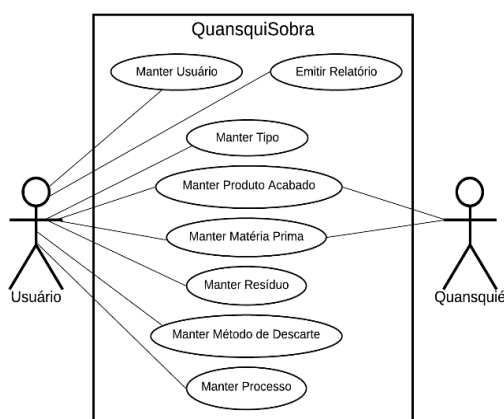 QuansquiSobra
Manter Usuário
Emitir Relatório
Manter Tipo
Manter Produto Acabado
Manter Matéria Prima
Manter Resíduo
Manter Método de Descarte
Manter Processo
Usuário
Quansquié